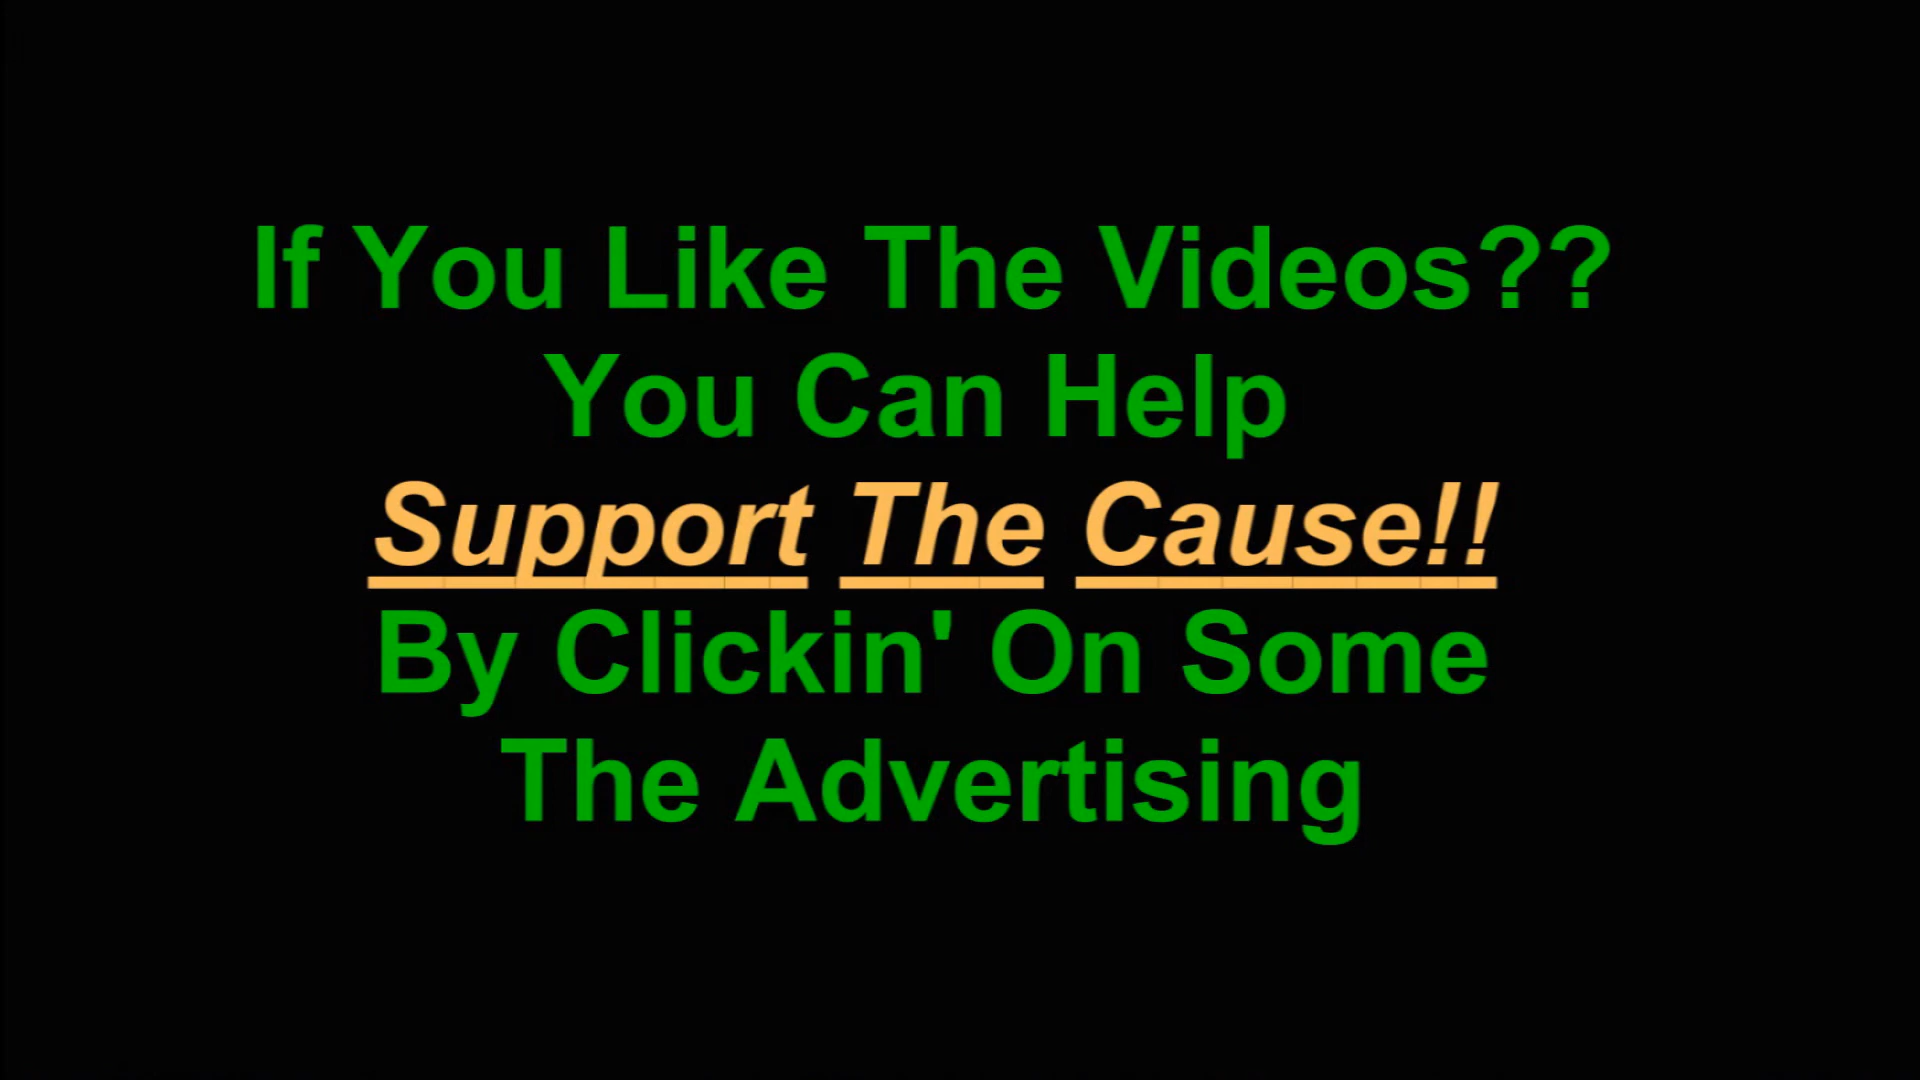 If You Like The Videos??
You Can Help
Support The Cause!!
By Clickin' On Some
The Advertising